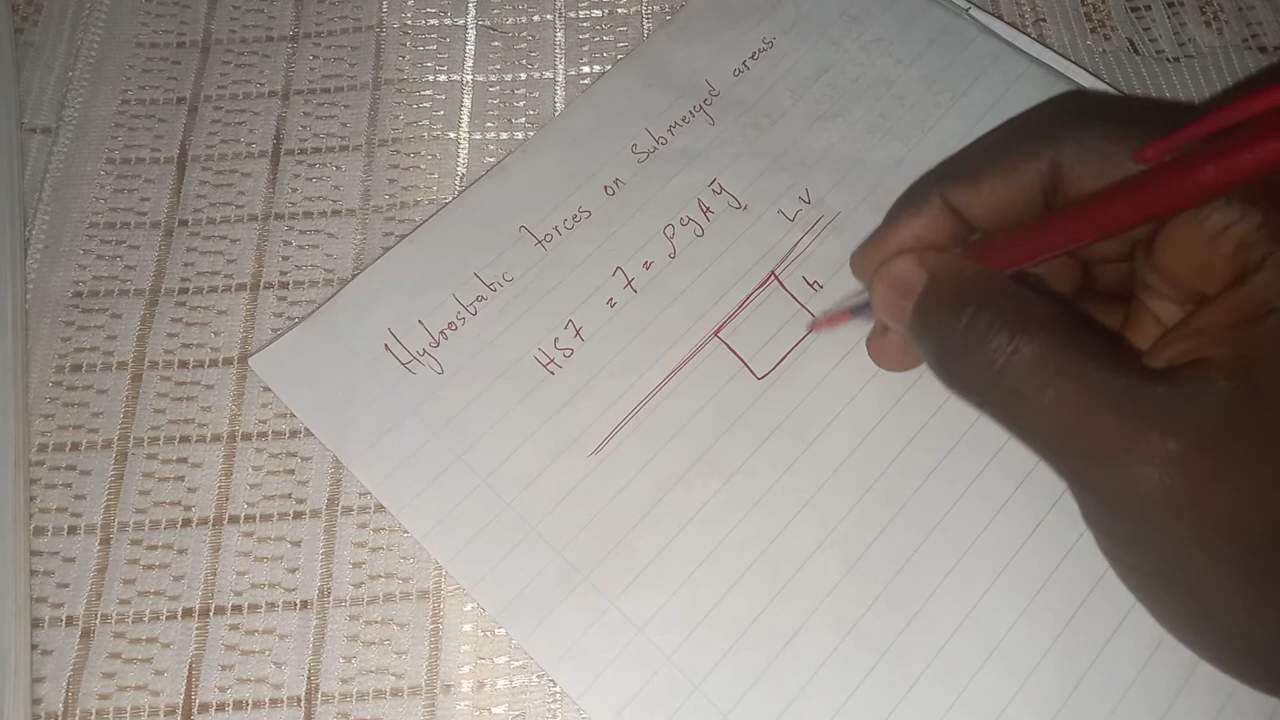 Hydrostatic forces on Submerged areas.
HSF = F = ρgAȳ
LV
h